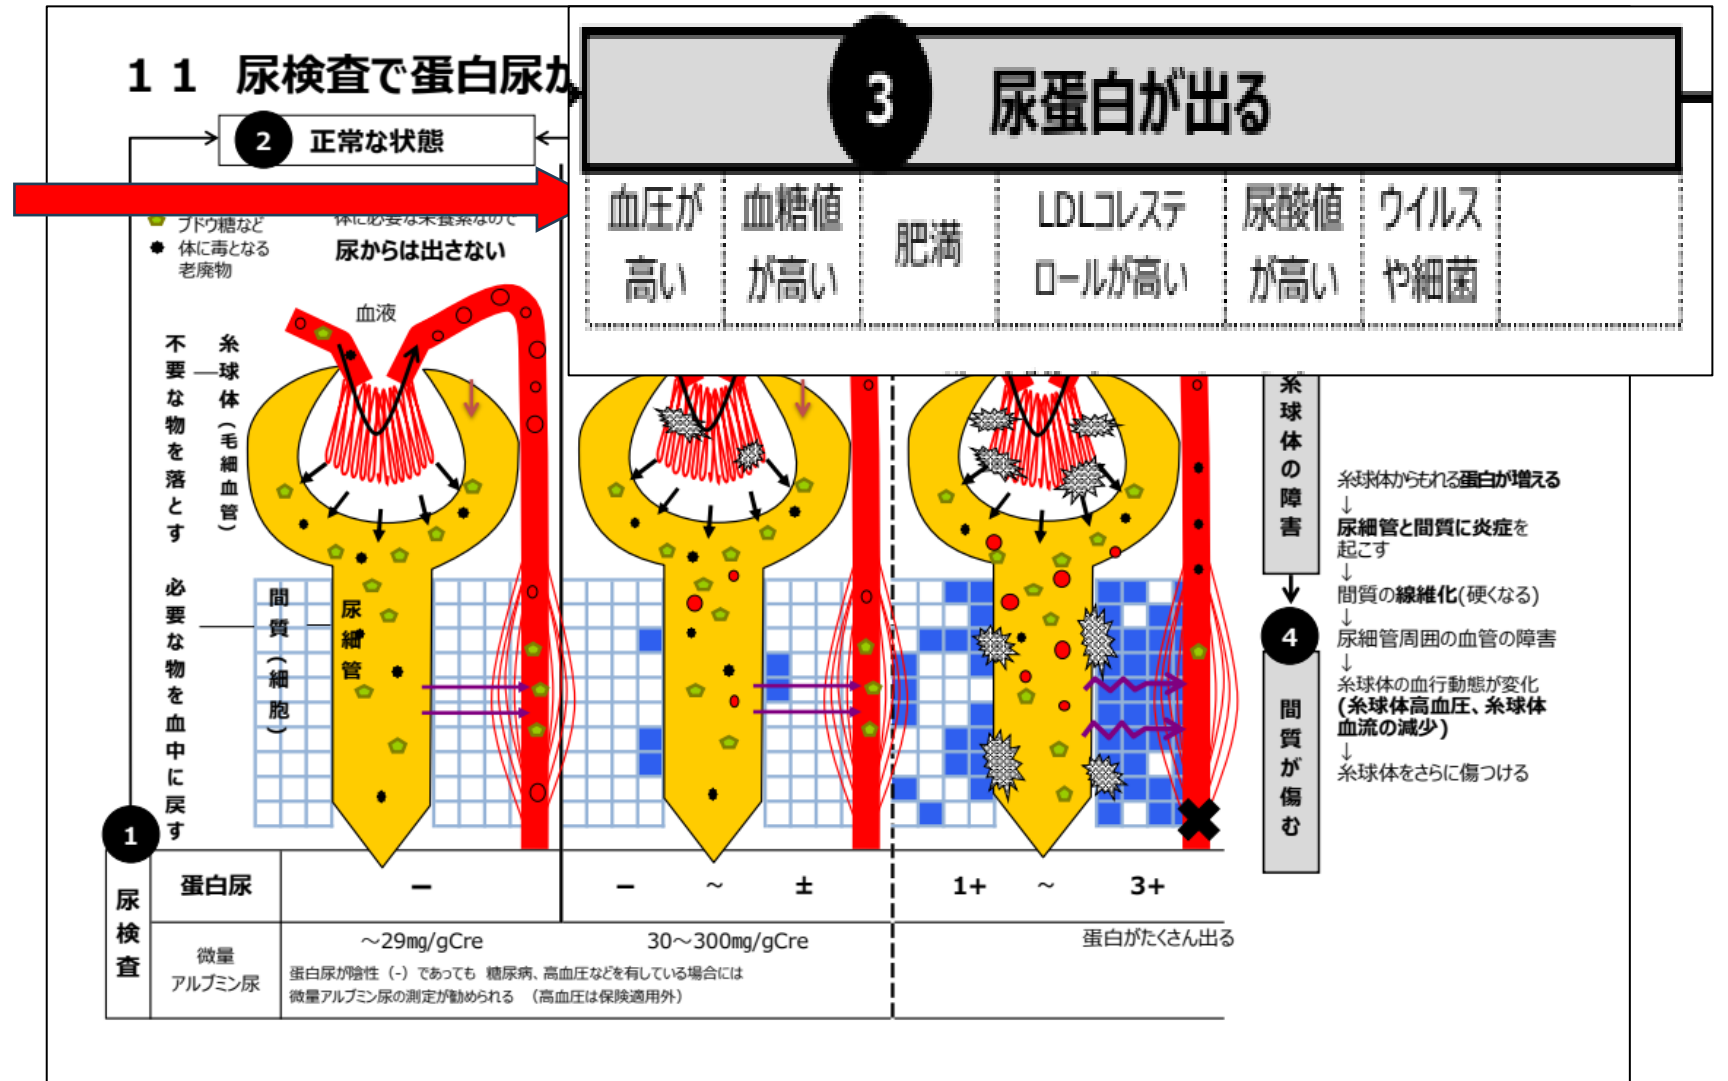 １１ 尿検査で蛋白尿が
2 正常な状態
3 尿蛋白が出る
血圧が
高い
血糖値
が高い
肥満
LDLコレステ
ロールが高い
尿酸値
が高い
ウイルス
や細菌
ブドウ糖など
体に毒となる
老廃物
体に必要な栄養素なので
尿からは出さない
血液
不要な物を落とす
糸球体(毛細血管)
必要な物を血中に戻す
間質(細胞)
尿細管
糸球体の障害
4
間質が傷む
糸球体からもれる蛋白が増える
↓
尿細管と間質に炎症を
起こす
↓
間質の線維化(硬くなる)
↓
尿細管周囲の血管の障害
↓
糸球体の血行動態が変化
(糸球体高血圧、糸球体
血流の減少)
↓
糸球体をさらに傷つける
1
尿検査
蛋白尿
－
－ ～ ±
1+ ～ 3+
微量
アルブミン尿
～29㎎/gCre
30～300㎎/gCre
蛋白がたくさん出る
蛋白尿が陰性（-）であっても 糖尿病、高血圧などを有している場合には
微量アルブミン尿の測定が勧められる （高血圧は保険適用外）